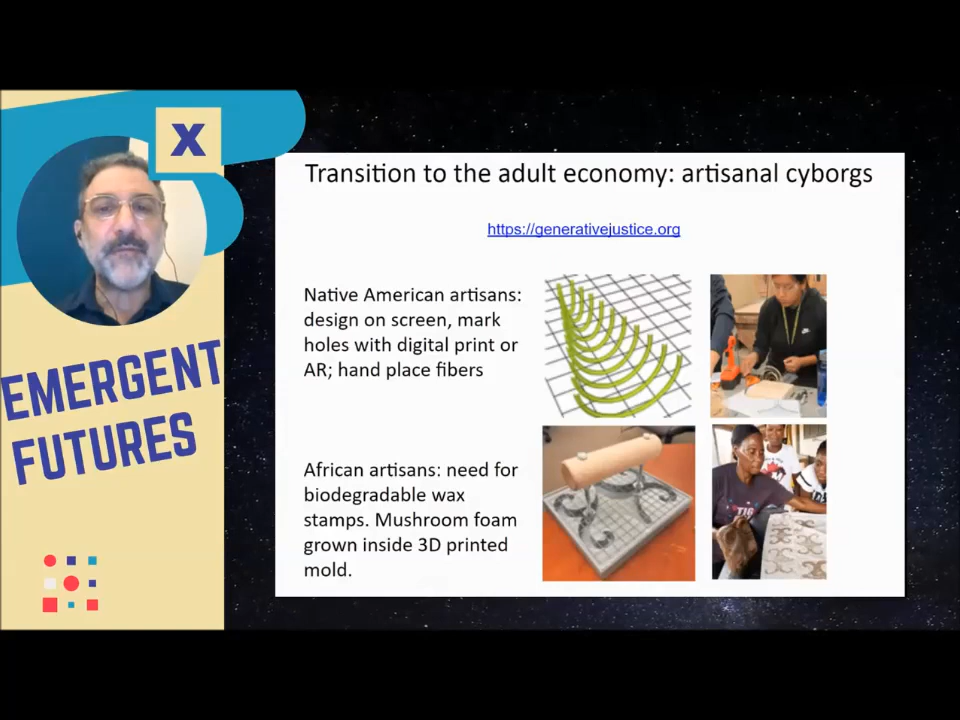 X
EMERGENT
FUTURES
Transition to the adult economy: artisanal cyborgs
https://generativejustice.org
Native American artisans:
design on screen, mark
holes with digital print or
AR; hand place fibers
African artisans: need for
biodegradable wax
stamps. Mushroom foam
grown inside 3D printed
mold.